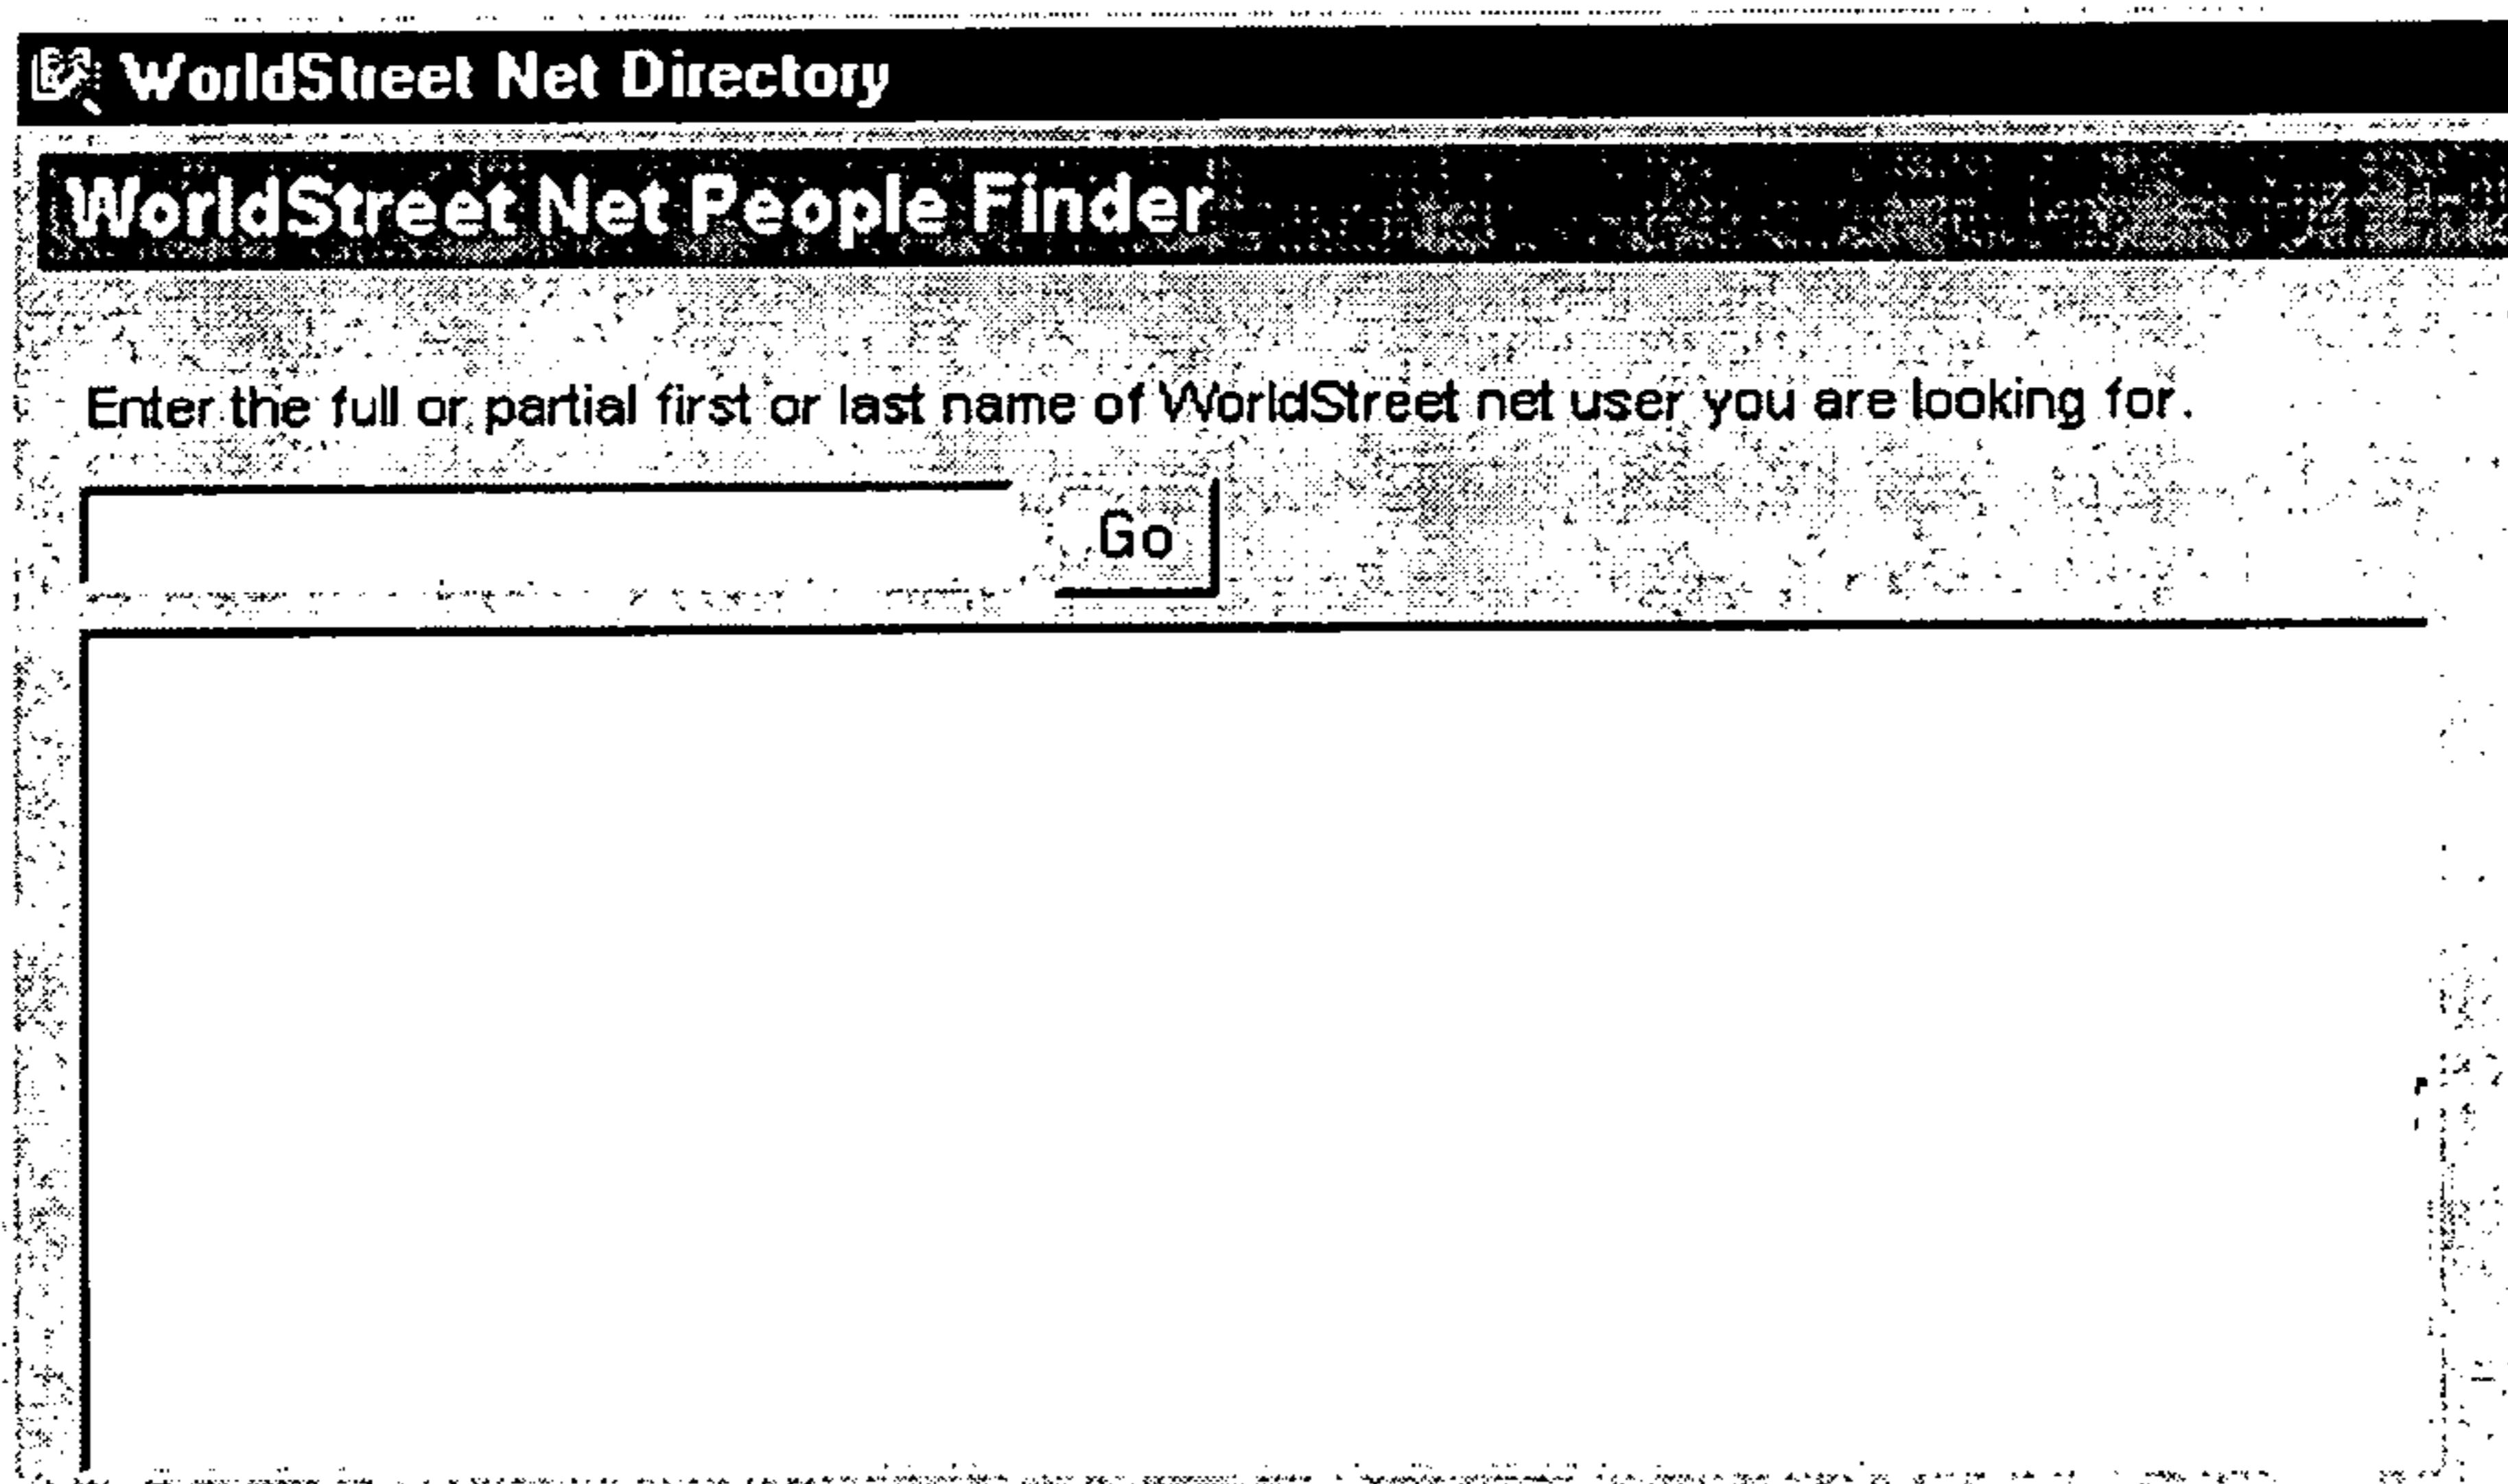 WorldStreet Net Directory
WorldStreet Net People Finder
Enter the full or partial first or last name of WorldStreet net user you are looking for.
Go